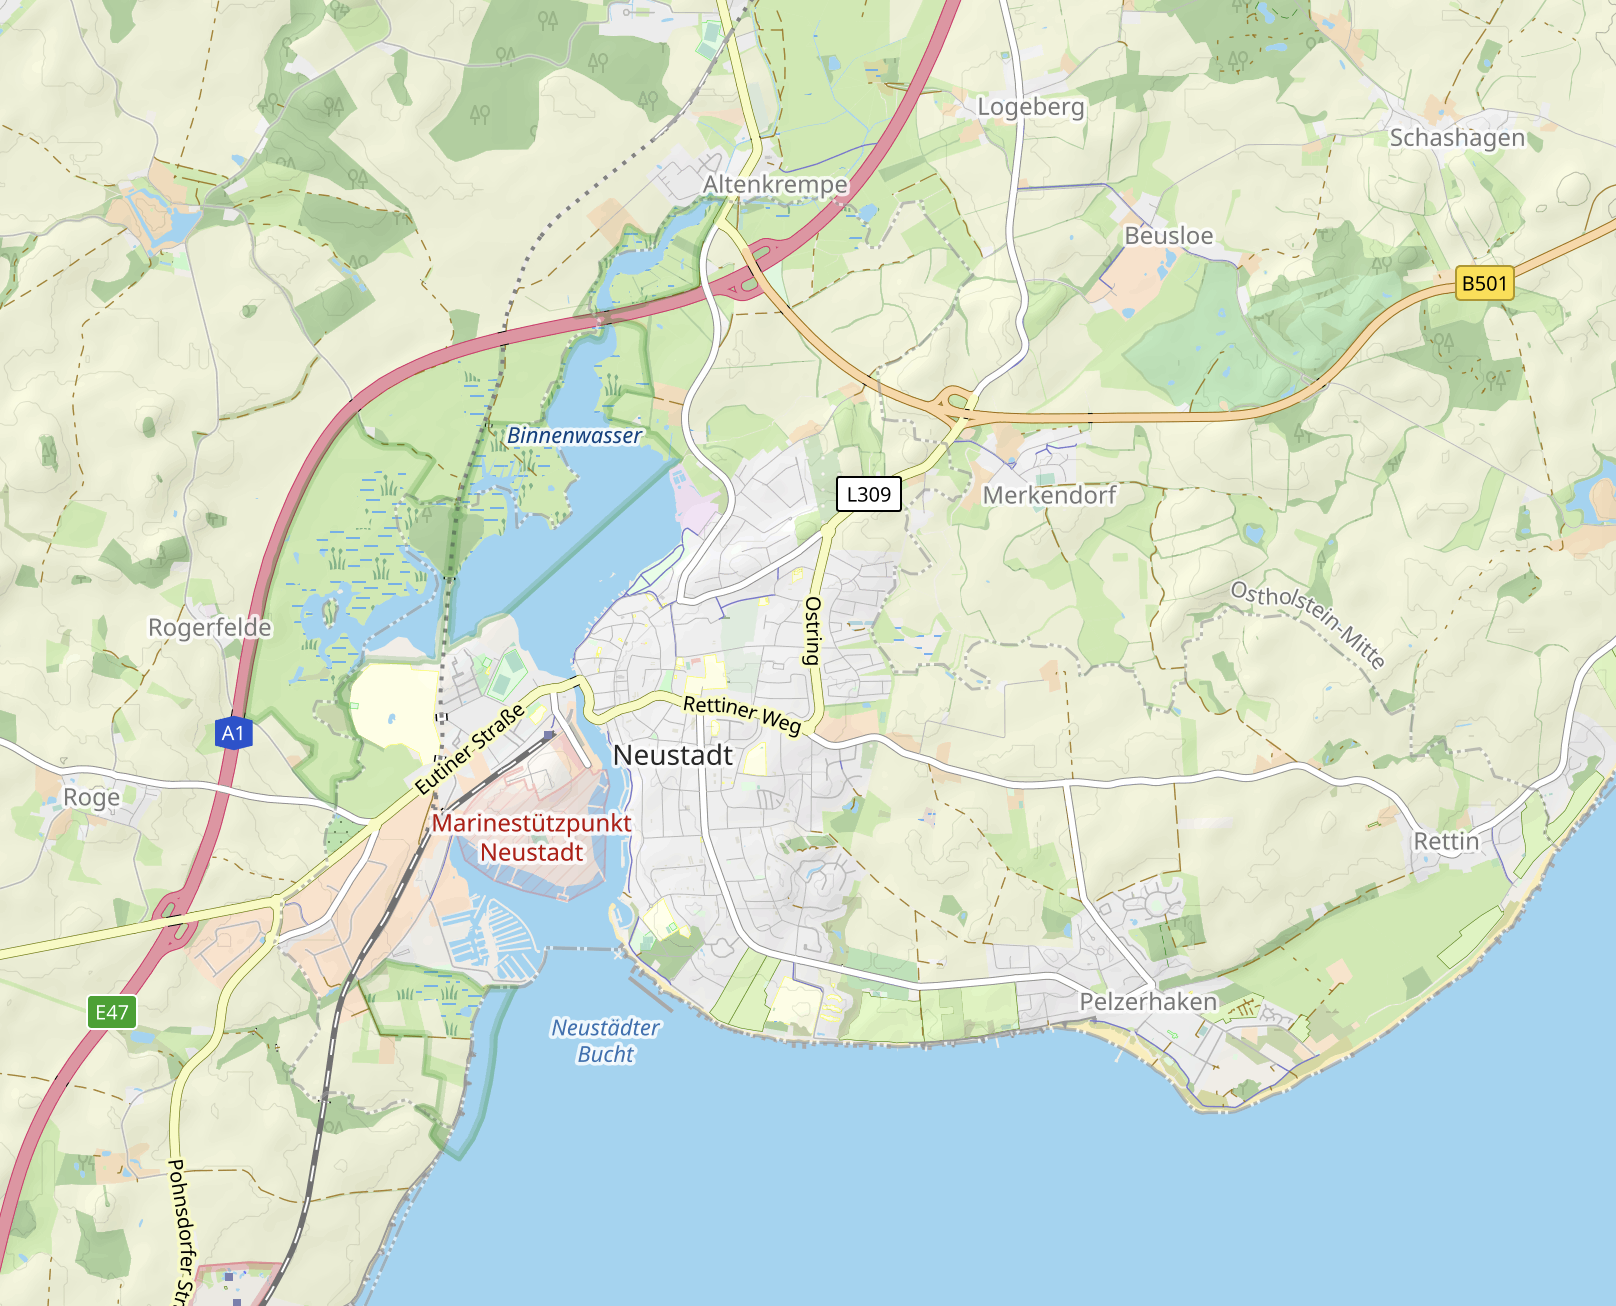 Logeberg
Schashagen
Altenkrempe
Beusloe
B501
Binnenwasser
L309
Merkendorf
Ostholstein-Mitte
Rogerfelde
Ostring
Rettiner Weg
A1
Eutiner Straße
Neustadt
Roge
Marinestützpunkt
Neustadt
Rettin
E47
Pelzerhaken
Neustädter
Bucht
Pohnsdorfer Stra